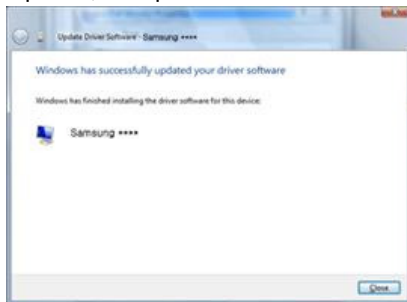 Update Driver Software - Samsung ****
Windows has successfully updated your driver software
Windows has finished installing the driver software for this device:
Samsung ****
Close